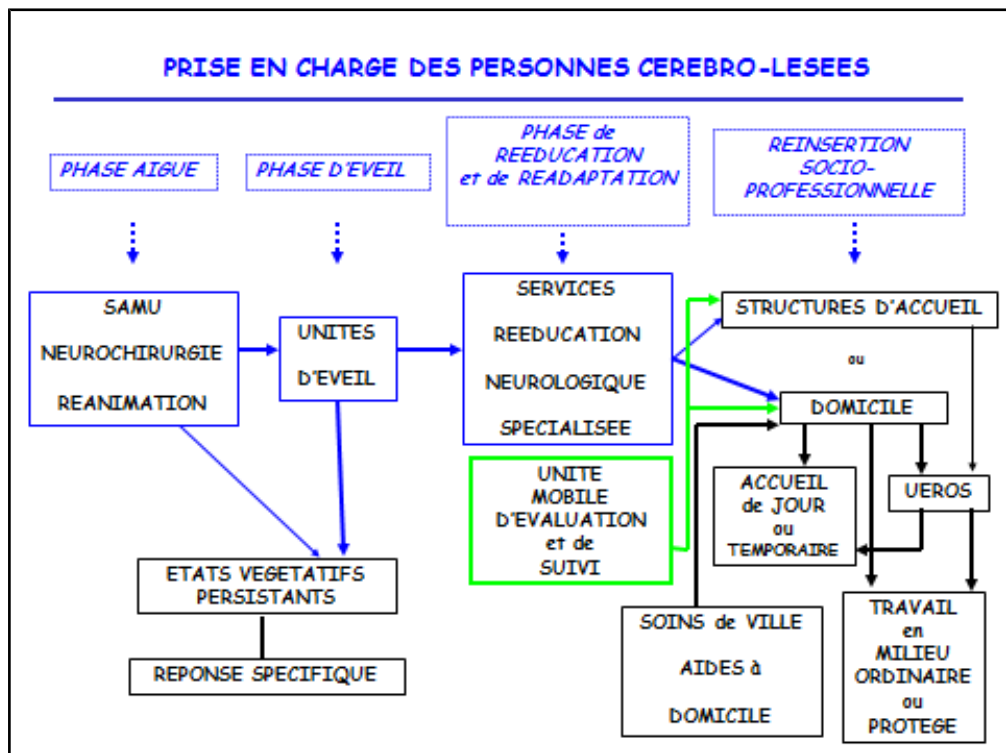 PRISE EN CHARGE DES PERSONNES CEREBRO-LESEES
PHASE AIGUE
PHASE D'EVEIL
PHASE de
REEDUCATION
et de READAPTATION
REINSERTION
SOCIO-
PROFESSIONNELLE
SAMU
NEUROCHIRURGIE
REANIMATION
UNITES
D'EVEIL
SERVICES
REEDUCATION
NEUROLOGIQUE
SPECIALISEE
STRUCTURES D'ACCUEIL
ou
DOMICILE
UNITE
MOBILE
D'EVALUATION
et de
SUIVI
ACCUEIL
de JOUR
ou
TEMPORAIRE
UEROS
ETATS VEGETATIFS
PERSISTANTS
REPONSE SPECIFIQUE
SOINS de VILLE
AIDES à
DOMICILE
TRAVAIL
en
MILIEU
ORDINAIRE
ou
PROTEGE